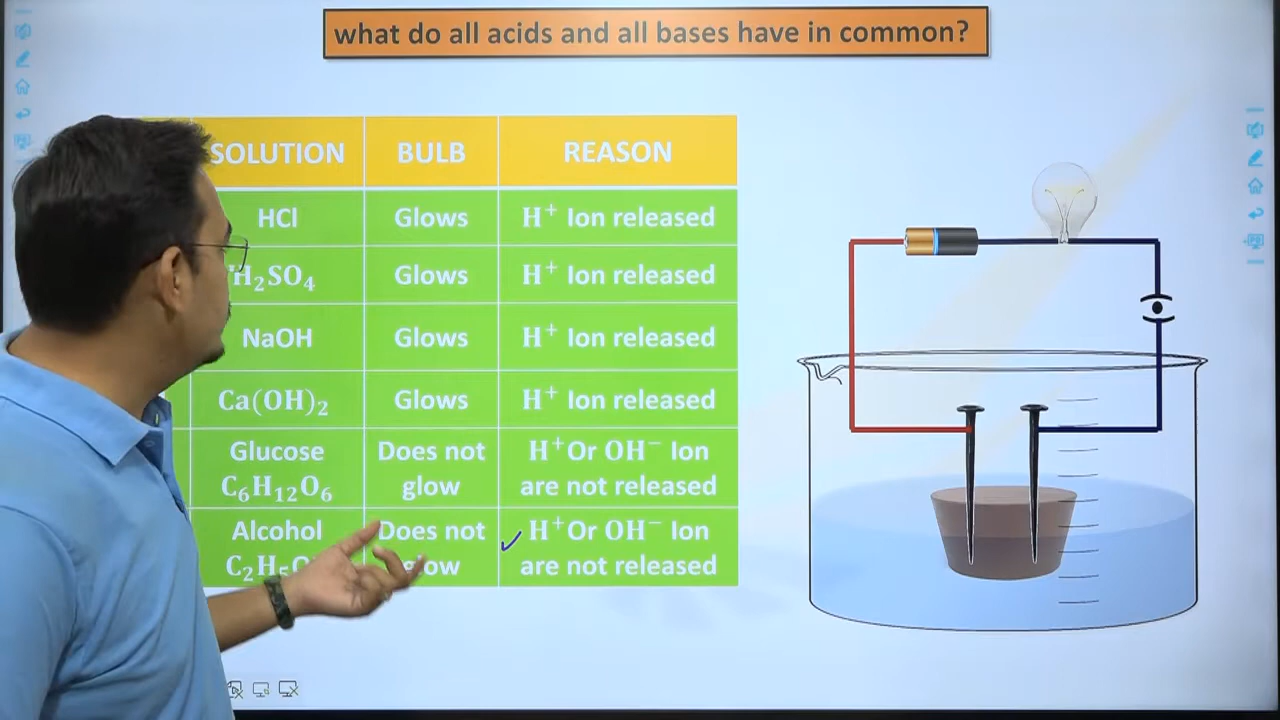 what do all acids and all bases have in common?
SOLUTION BULB REASON
HCl Glows H⁺ Ion released
H₂SO₄ Glows H⁺ Ion released
NaOH Glows H⁺ Ion released
Ca(OH)₂ Glows H⁺ Ion released
Glucose Does not H⁺Or OH⁻ Ion
C₆H₁₂O₆ glow are not released
Alcohol Does not H⁺Or OH⁻ Ion
are not released